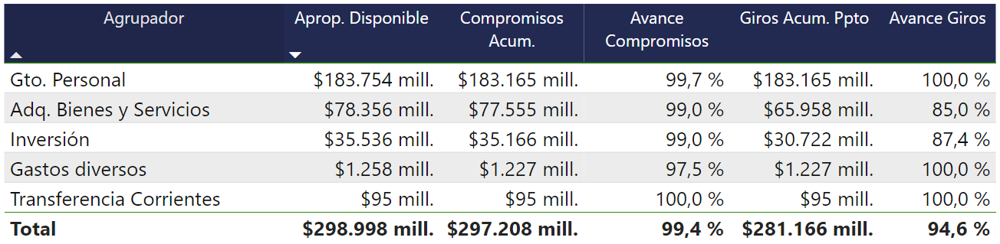 Agrupador Aprop. Disponible Compromisos Acum. Avance Compromisos Giros Acum. Ppto Avance Giros
Gto. Personal $183.754 mill. $183.165 mill. 99,7 % $183.165 mill. 100,0 %
Adq. Bienes y Servicios $78.356 mill. $77.555 mill. 99,0 % $65.958 mill. 85,0 %
Inversión $35.536 mill. $35.166 mill. 99,0 % $30.722 mill. 87,4 %
Gastos diversos $1.258 mill. $1.227 mill. 97,5 % $1.227 mill. 100,0 %
Transferencia Corrientes $95 mill. $95 mill. 100,0 % $95 mill. 100,0 %
Total $298.998 mill. $297.208 mill. 99,4 % $281.166 mill. 94,6 %